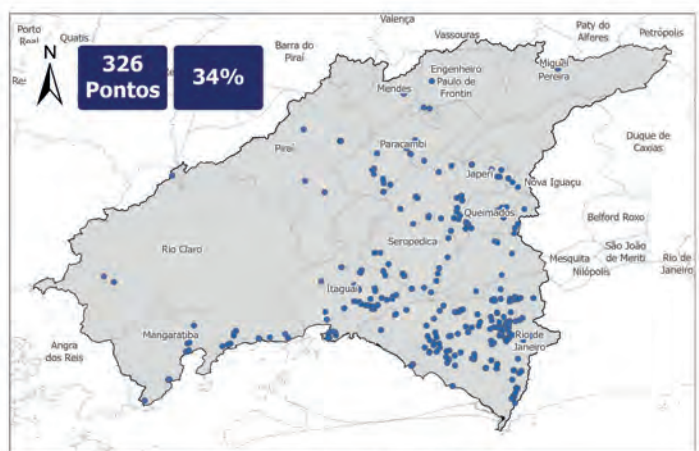 Porto
Real
Quatis
Barra do
Piraí
Valença
Vassouras
Paty do
Alferes
Petrópolis
326
Pontos
34%
Engenheiro
Paulo de
Frontin
Mendes
Miguel
Pereira
Piraí
Paracambi
Duque de
Caxias
Japeri
Nova Iguaçu
Queimados
Belford Roxo
Rio Claro
Seropédica
Mesquita
São João
de Meriti
Rio de
Janeiro
Nilópolis
Itaguaí
Mangaratiba
Rio de
Janeiro
Angra
dos Reis